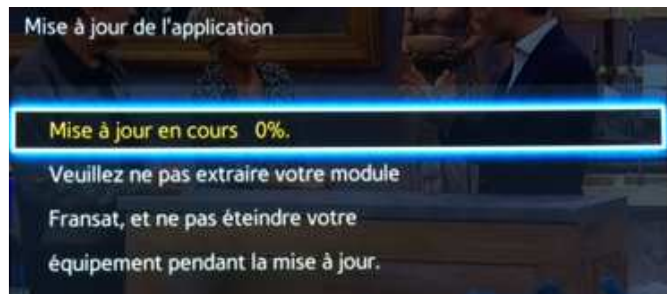 Mise à jour de l'application
Mise à jour en cours 0%.
Veuillez ne pas extraire votre module
Fransat, et ne pas éteindre votre
équipement pendant la mise à jour.